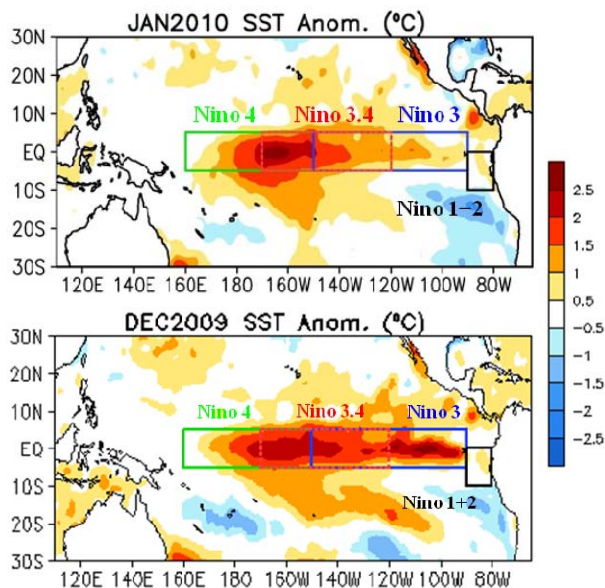 JAN2010 SST Anom. (°C)
30N
20N
10N
EQ
10S
20S
30S
Nino 4
Nino 3.4
Nino 3
Nino 1−2
120E 140E 160E 180 160W 140W 120W 100W 80W
2.5
2
1.5
1
0.5
−0.5
−1
−1.5
−2
−2.5
DEC2009 SST Anom. (°C)
30N
20N
10N
EQ
10S
20S
30S
Nino 4
Nino 3.4
Nino 3
Nino 1+2
120E 140E 160E 180 160W 140W 120W 100W 80W